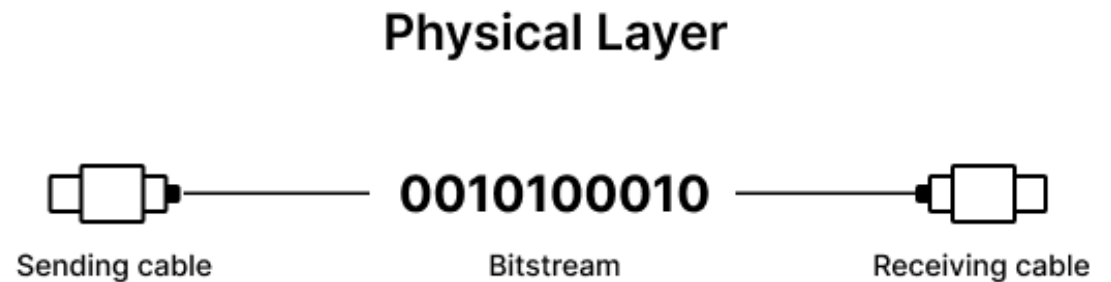 Physical Layer
0010100010
Sending cable
Bitstream
Receiving cable